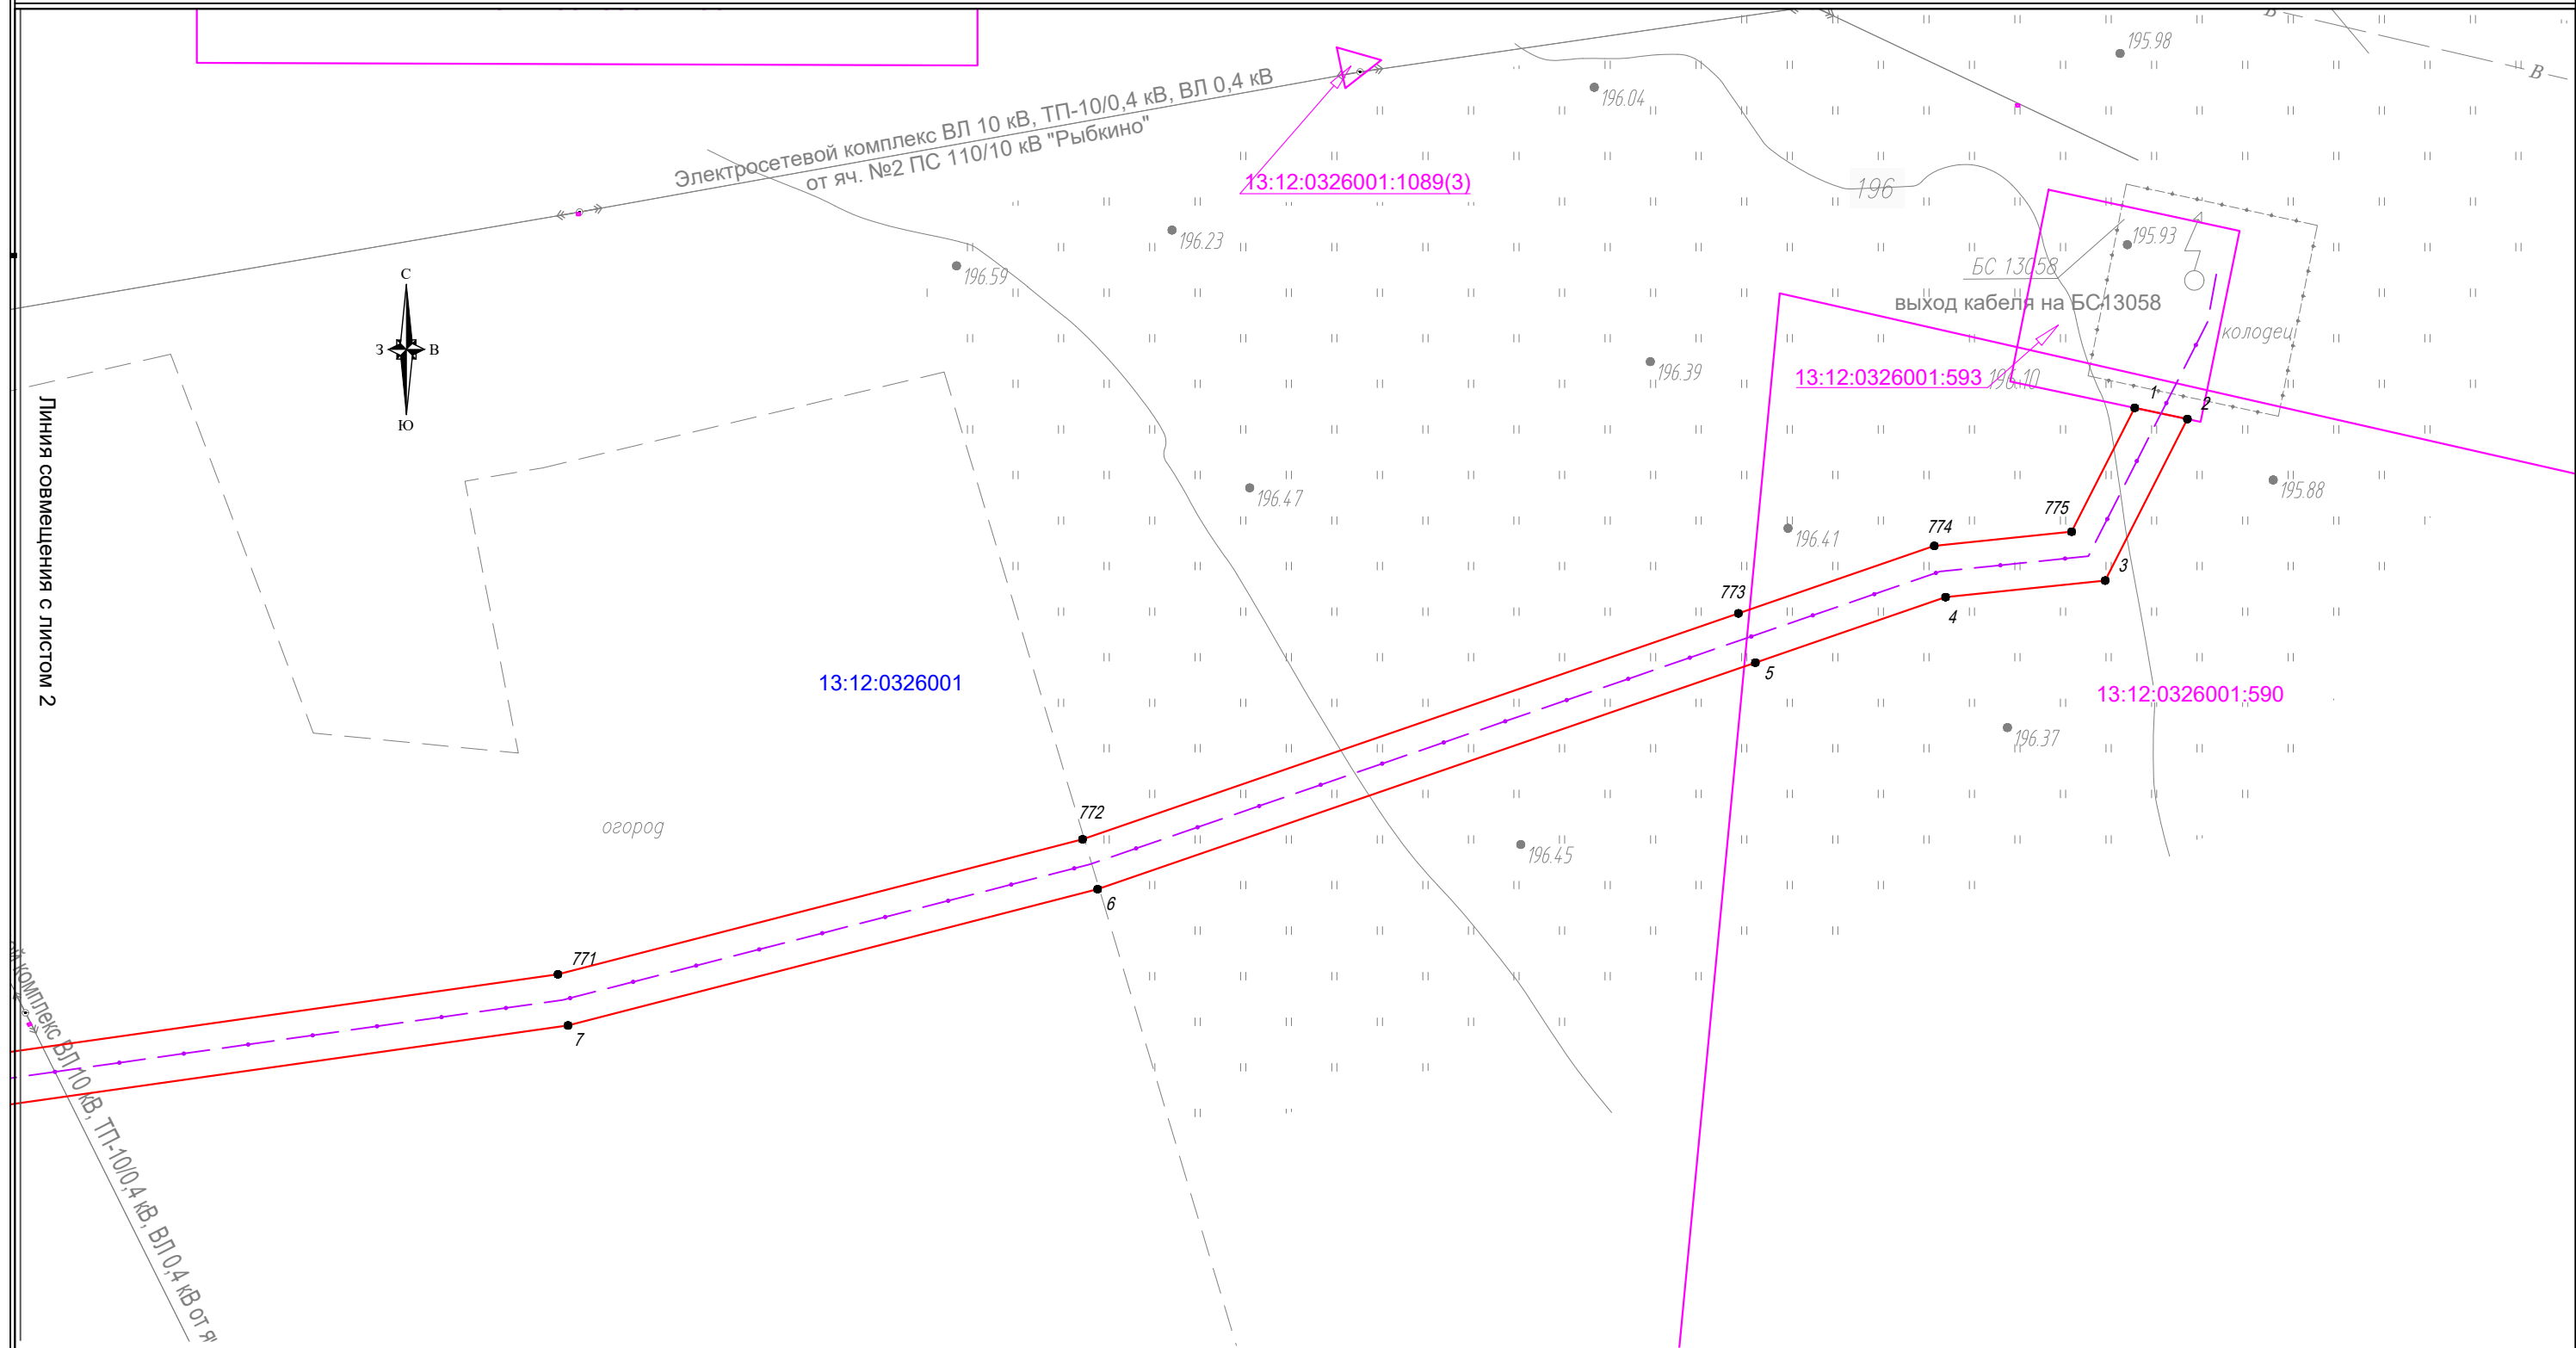 В
195.98
В
196.04
Электросетевой комплекс ВЛ 10 кВ, ТП-10/0,4 кВ, ВЛ 0,4 кВ
от яч. №2 ПС 110/10 кВ "Рыбкино"
13:12:0326001:1089(3)
196
196.23
195.93
196.59
БС 13058
С
З
В
Ю
выход кабеля на БС13058
колодец
196.39
13:12:0326001:593
196.10
1
2
Линия совмещения с листом 2
196.47
195.88
775
774
196.41
3
773
4
5
13:12:0326001
13:12:0326001:590
196.37
772
огород
196.45
6
771
7
комплекс ВЛ 10 кВ, ТП-10/0,4 кВ, ВЛ 0,4 кВ от